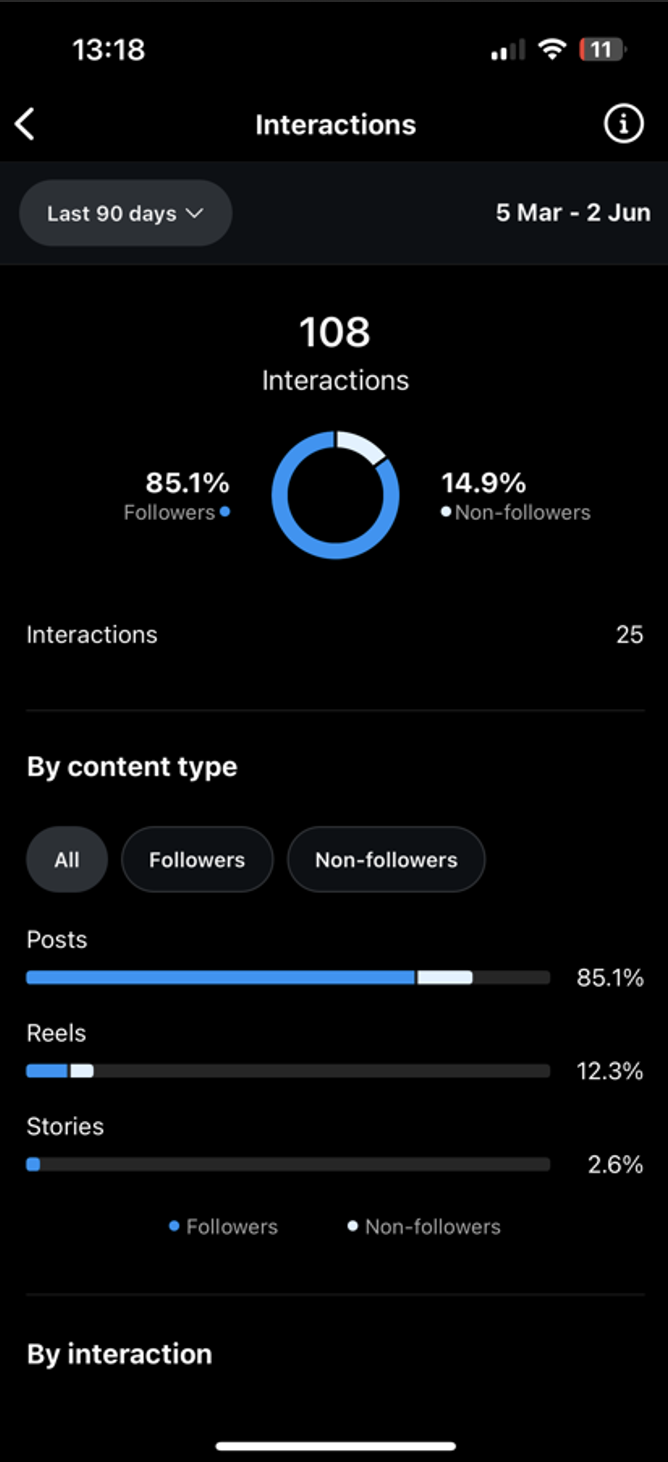 13:18
11
Interactions
Last 90 days
5 Mar - 2 Jun
108
Interactions
85.1%
Followers
14.9%
Non-followers
Interactions 25
By content type
All Followers Non-followers
Posts
85.1%
Reels
12.3%
Stories
2.6%
Followers Non-followers
By interaction